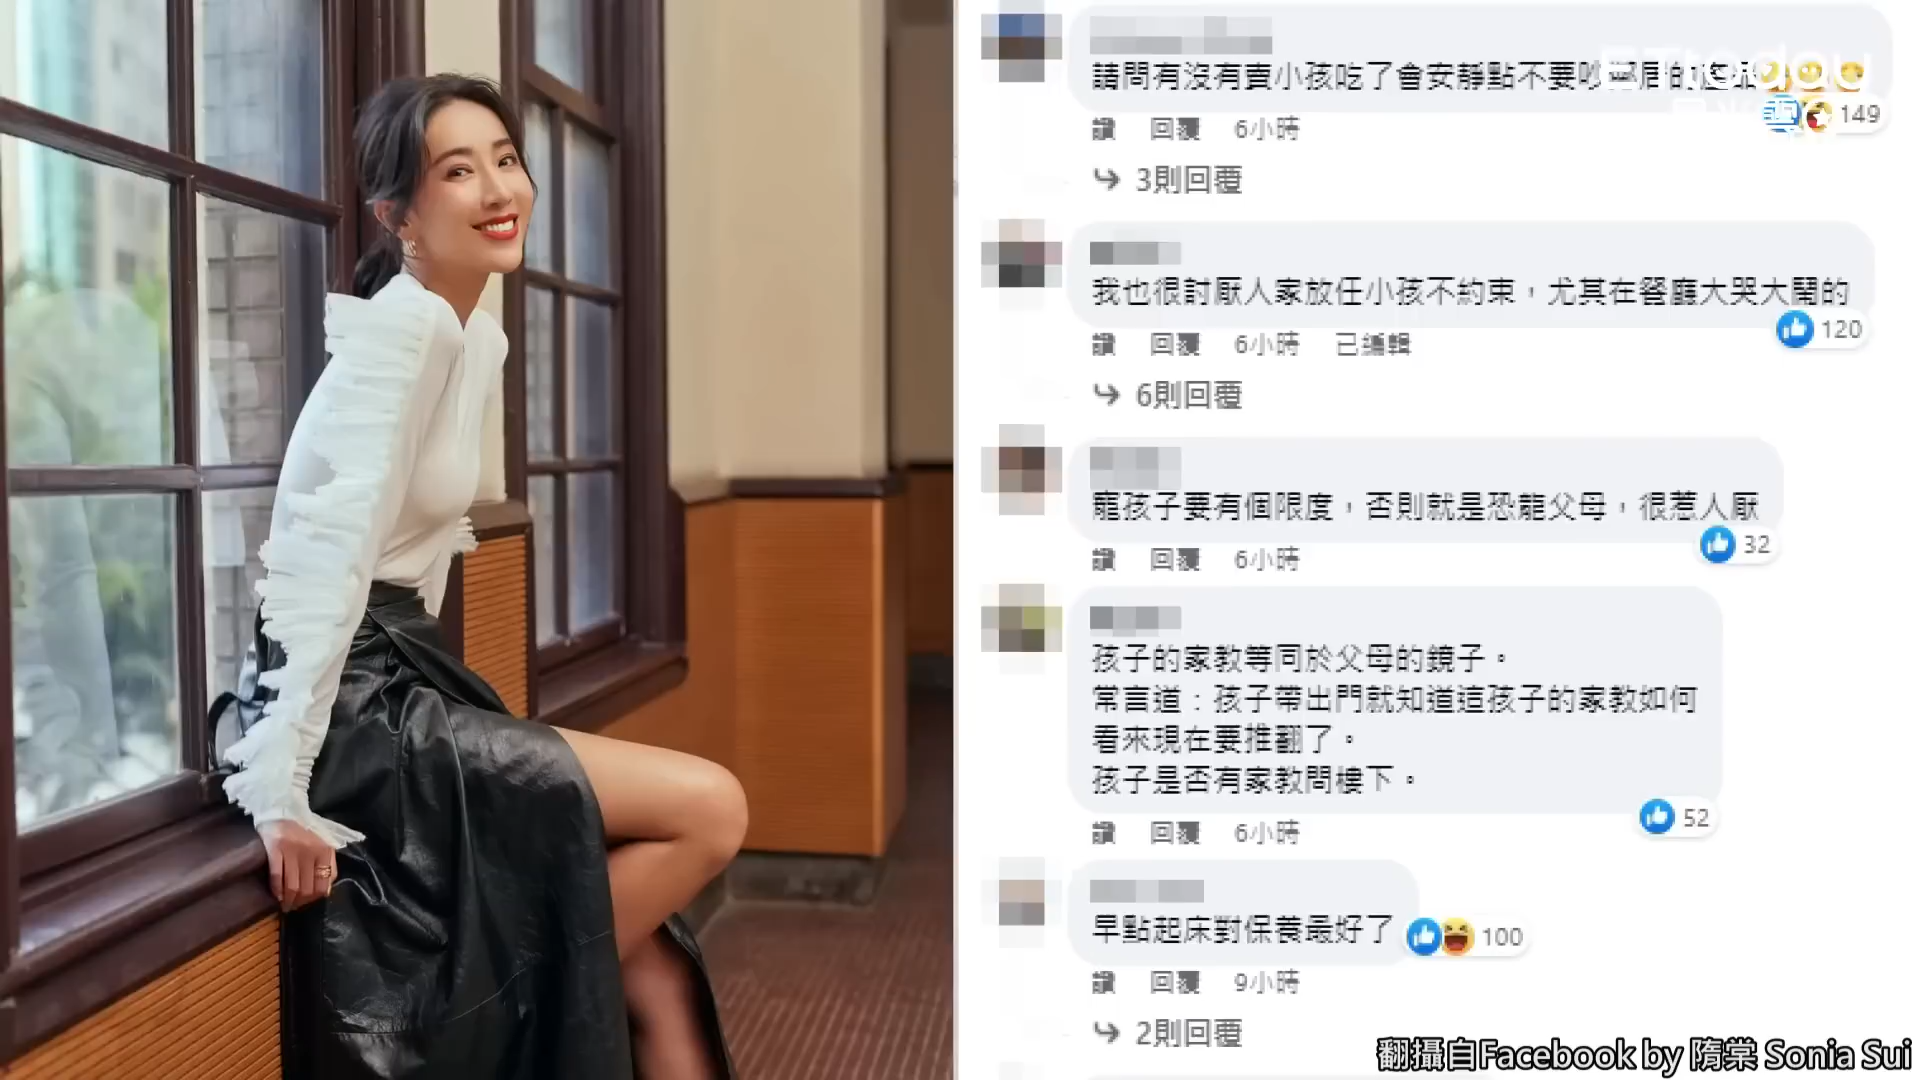 ETtoday
星光雲
請問有沒有賣小孩吃了會安靜點不要吵鄰居的產品
149
讚 回覆 6小時
3則回覆
我也很討厭人家放任小孩不約束，尤其在餐廳大哭大鬧的
120
讚 回覆 6小時 已編輯
6則回覆
寵孩子要有個限度，否則就是恐龍父母，很惹人厭
32
讚 回覆 6小時
孩子的家教等同於父母的鏡子。
常言道：孩子帶出門就知道這孩子的家教如何
看來現在要推翻了。
孩子是否有家教問樓下。
52
讚 回覆 6小時
早點起床對保養最好了
100
讚 回覆 9小時
2則回覆
翻攝自Facebook by 隋棠 Sonia Sui